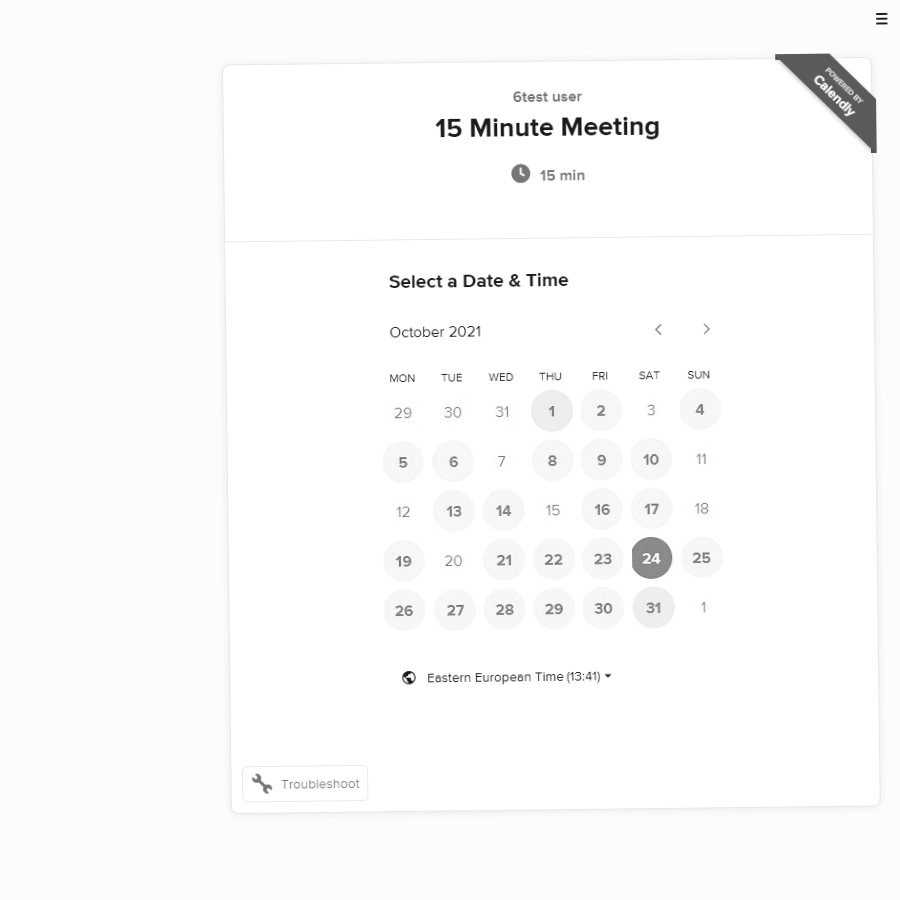 POWERED BY
Calendly
6test user
15 Minute Meeting
15 min
Select a Date & Time
October 2021
MON TUE WED THU FRI SAT SUN
29 30 31 1 2 3 4
5 6 7 8 9 10 11
12 13 14 15 16 17 18
19 20 21 22 23 24 25
26 27 28 29 30 31 1
Eastern European Time (13:41)
Troubleshoot